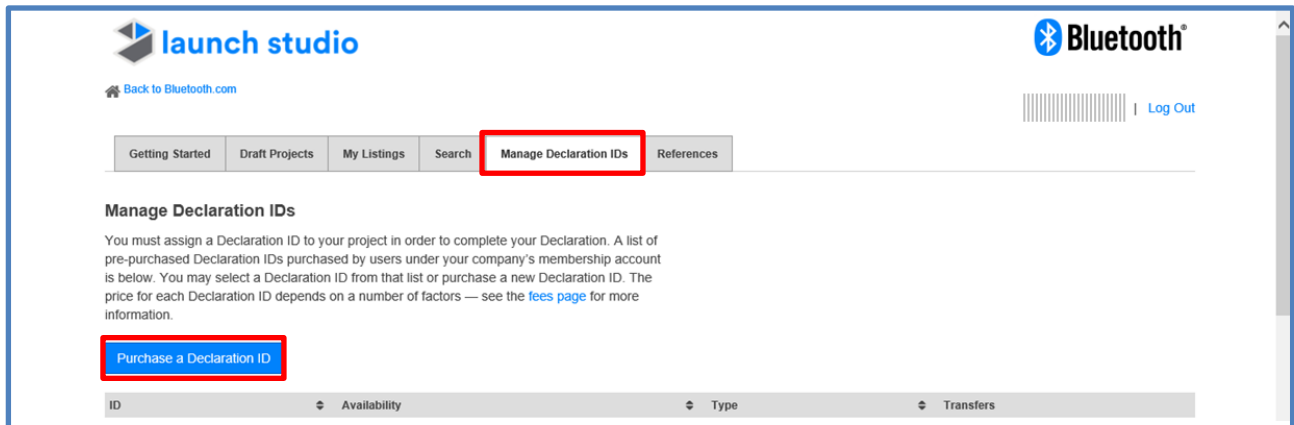 launch studio
Bluetooth®
Back to Bluetooth.com
| Log Out
Getting Started Draft Projects My Listings Search Manage Declaration IDs References
Manage Declaration IDs
You must assign a Declaration ID to your project in order to complete your Declaration. A list of
pre-purchased Declaration IDs purchased by users under your company's membership account
is below. You may select a Declaration ID from that list or purchase a new Declaration ID. The
price for each Declaration ID depends on a number of factors — see the fees page for more
information.
Purchase a Declaration ID
ID Availability Type Transfers